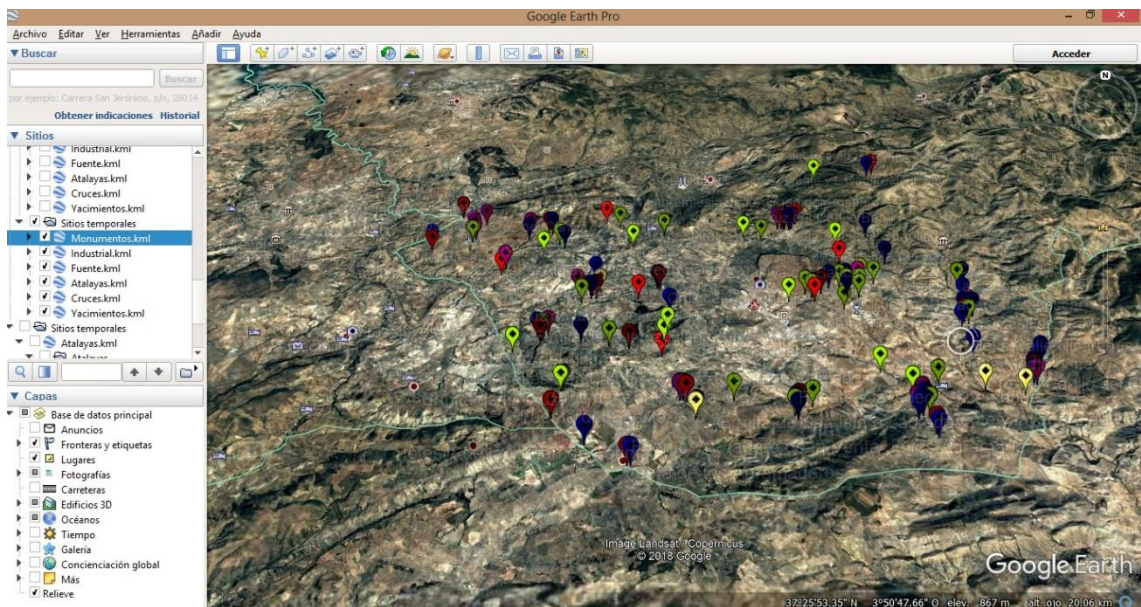 Google Earth Pro
Archivo Editar Ver Herramientas Añadir Ayuda
Buscar
Acceder
Buscar
por ejemplo: Carrera San Jerónimo, s/n, 28014
Obtener indicaciones Historial
Sitios
Industrial.kml
Fuente.kml
Atalayas.kml
Cruces.kml
Yacimientos.kml
Sitios temporales
Monumentos.kml
Industrial.kml
Fuente.kml
Atalayas.kml
Cruces.kml
Yacimientos.kml
Sitios temporales
Atalayas.kml
Atalayas
Capas
Base de datos principal
Anuncios
Fronteras y etiquetas
Lugares
Fotografías
Carreteras
Edificios 3D
Océanos
Tiempo
Galería
Concienciación global
Más
Relieve
N
Image Landsat / Copernicus
© 2018 Google
Google Earth
37°25'53.35" N 3°50'47.66" O elev. 867 m alt. ojo 20.06 km